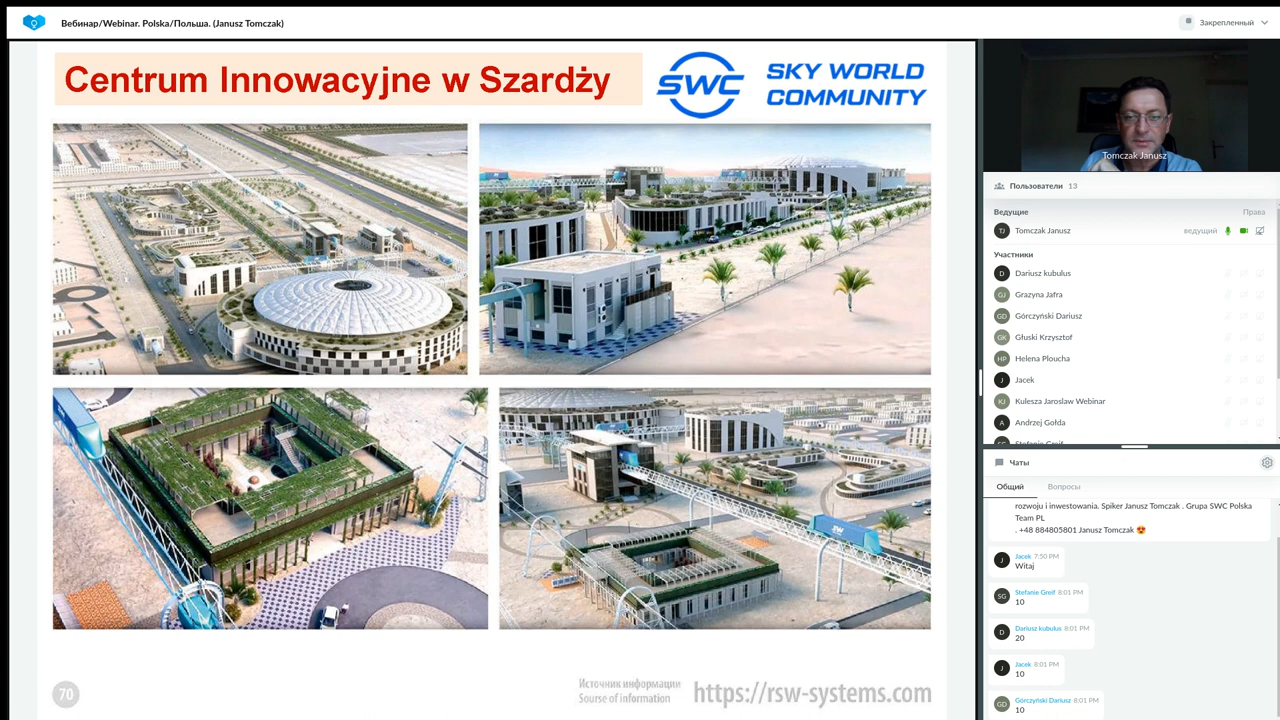 Вебинар/Webinar. Polska/Польша. (Janusz Tomczak)
Закрепленный
Centrum Innowacyjne w Szardży
SWC
SKY WORLD
COMMUNITY
70
Источник информации
Sourse of information
https://rsw-systems.com
Tomczak Janusz
Пользователи 13
Ведущие
Права
TJ Tomczak Janusz ведущий
Участники
D Dariusz kubulus
GJ Grazyna Jafra
GD Górczyński Dariusz
GK Głuski Krzysztof
HP Helena Ploucha
J Jacek
KJ Kulesza Jaroslaw Webinar
A Andrzej Gołda
Stefanie Greif
Чаты
Общий
Вопросы
rozwoju i inwestowania. Spiker Janusz Tomczak . Grupa SWC Polska
Team PL
. +48 884805801 Janusz Tomczak 😍
J Jacek 7:50 PM
Witaj
SG Stefanie Greif 8:01 PM
10
D Dariusz kubulus 8:01 PM
20
J Jacek 8:01 PM
10
GD Górczyński Dariusz 8:01 PM
10